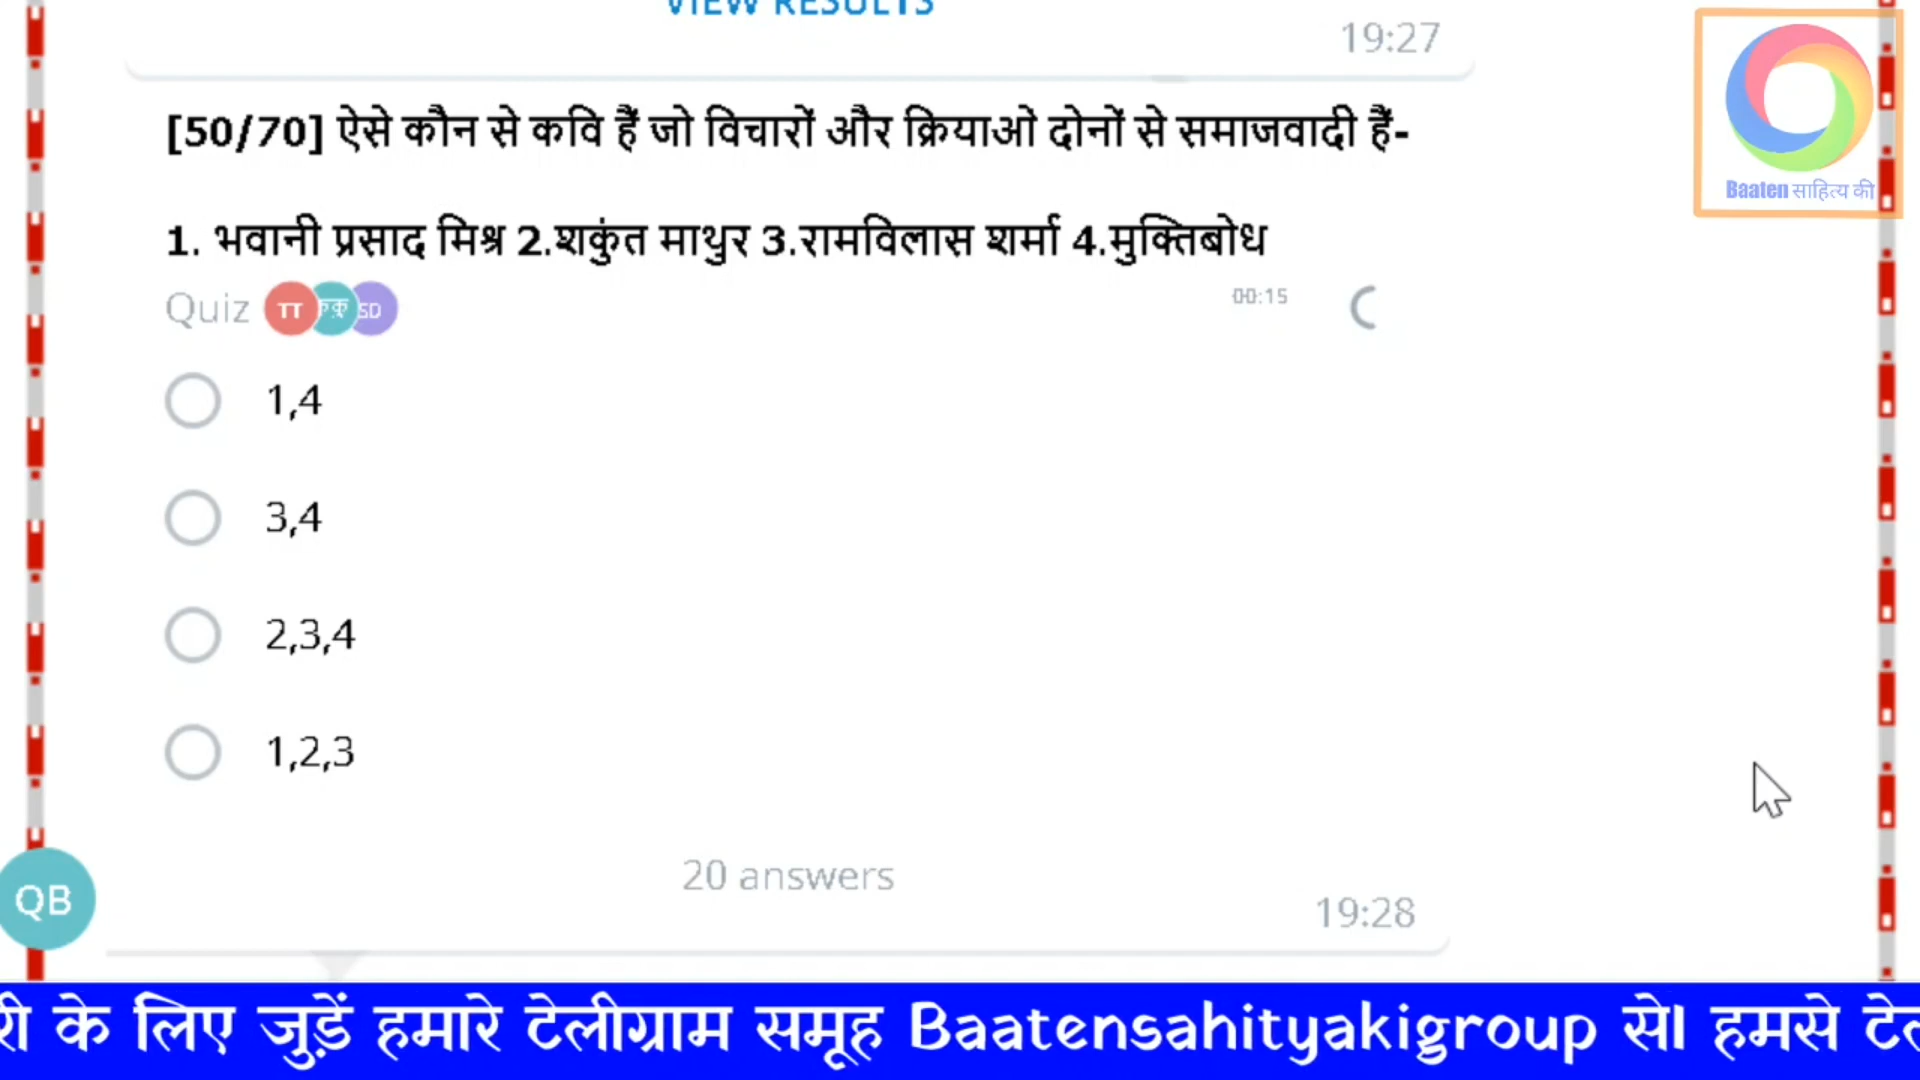 VIEW RESULTS
19:27
[50/70] ऐसे कौन से कवि हैं जो विचारों और क्रियाओं दोनों से समाजवादी हैं-
1. भवानी प्रसाद मिश्र 2.शकुंत माथुर 3.रामविलास शर्मा 4.मुक्तिबोध
Quiz TT SD
00:15
1,4
3,4
2,3,4
1,2,3
20 answers
19:28
QB
Baaten साहित्य की
री के लिए जुड़ें हमारे टेलीग्राम समूह Baatensahityakigroup से। हमसे